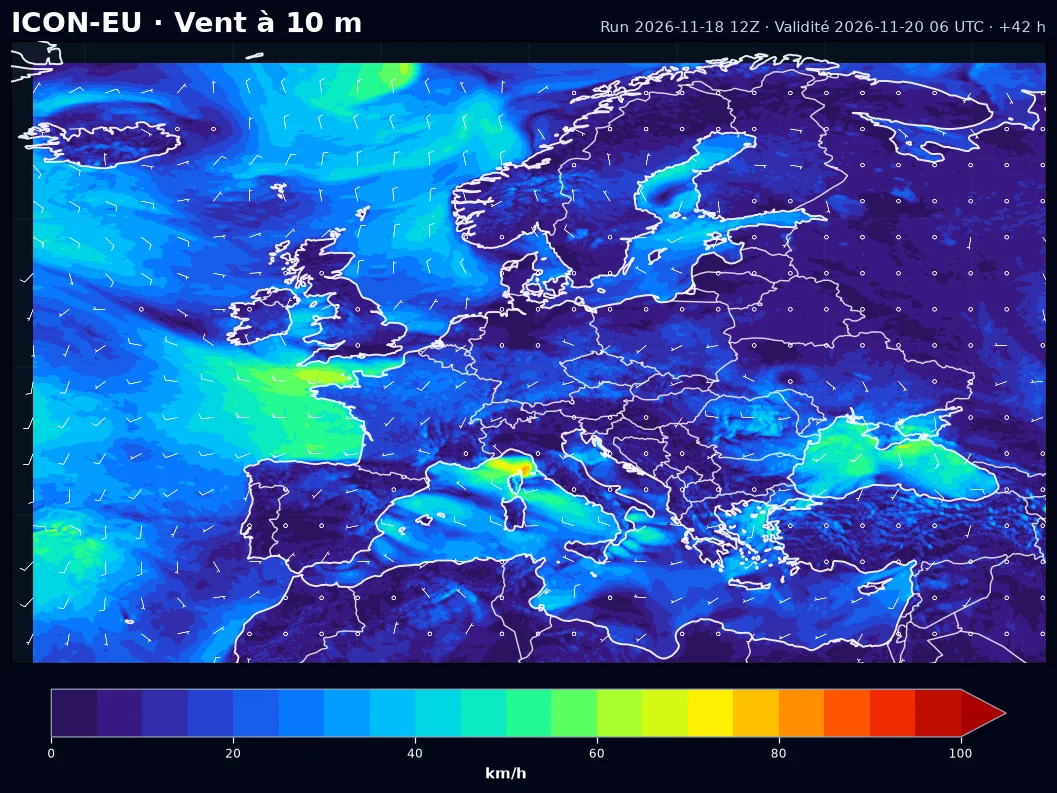 ICON-EU · Vent à 10 m
Run 2026-11-18 12Z · Validité 2026-11-20 06 UTC · +42 h
0 20 40 60 80 100
km/h